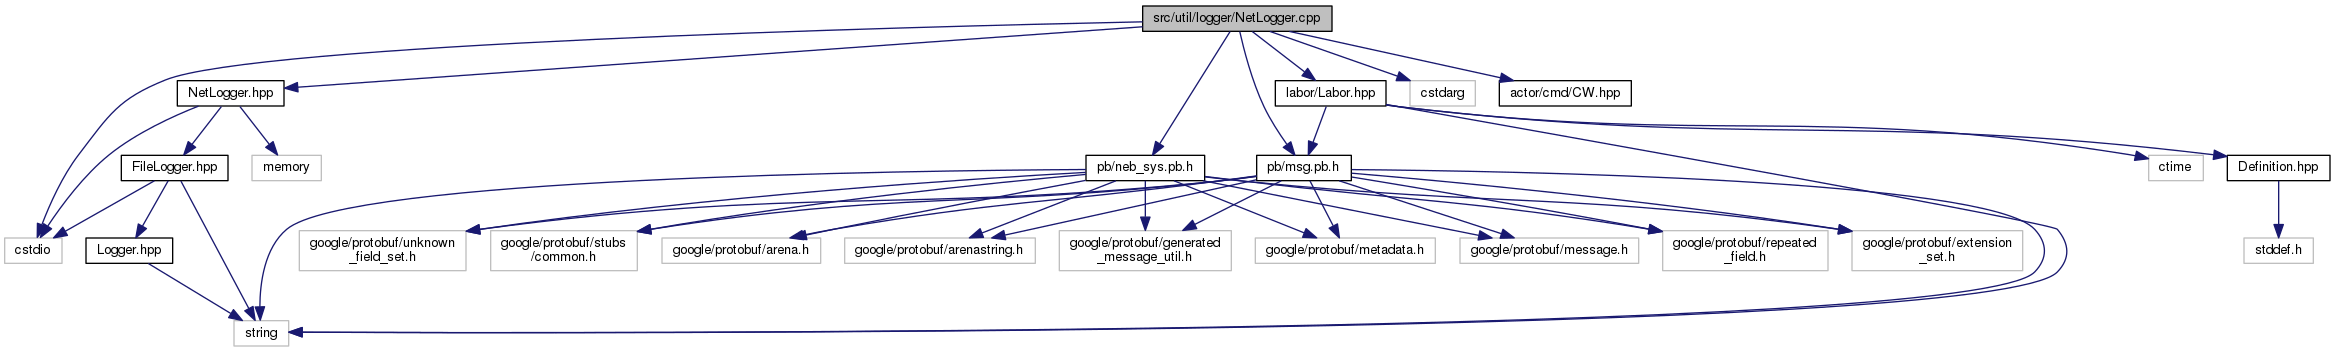 src/util/logger/NetLogger.cpp
NetLogger.hpp
labor/Labor.hpp
cstdarg
actor/cmd/CW.hpp
FileLogger.hpp
memory
pb/neb_sys.pb.h
pb/msg.pb.h
ctime
Definition.hpp
cstdio
Logger.hpp
google/protobuf/unknown
_field_set.h
google/protobuf/stubs
/common.h
google/protobuf/arena.h
google/protobuf/arenastring.h
google/protobuf/generated
_message_util.h
google/protobuf/metadata.h
google/protobuf/message.h
google/protobuf/repeated
_field.h
google/protobuf/extension
_set.h
stddef.h
string